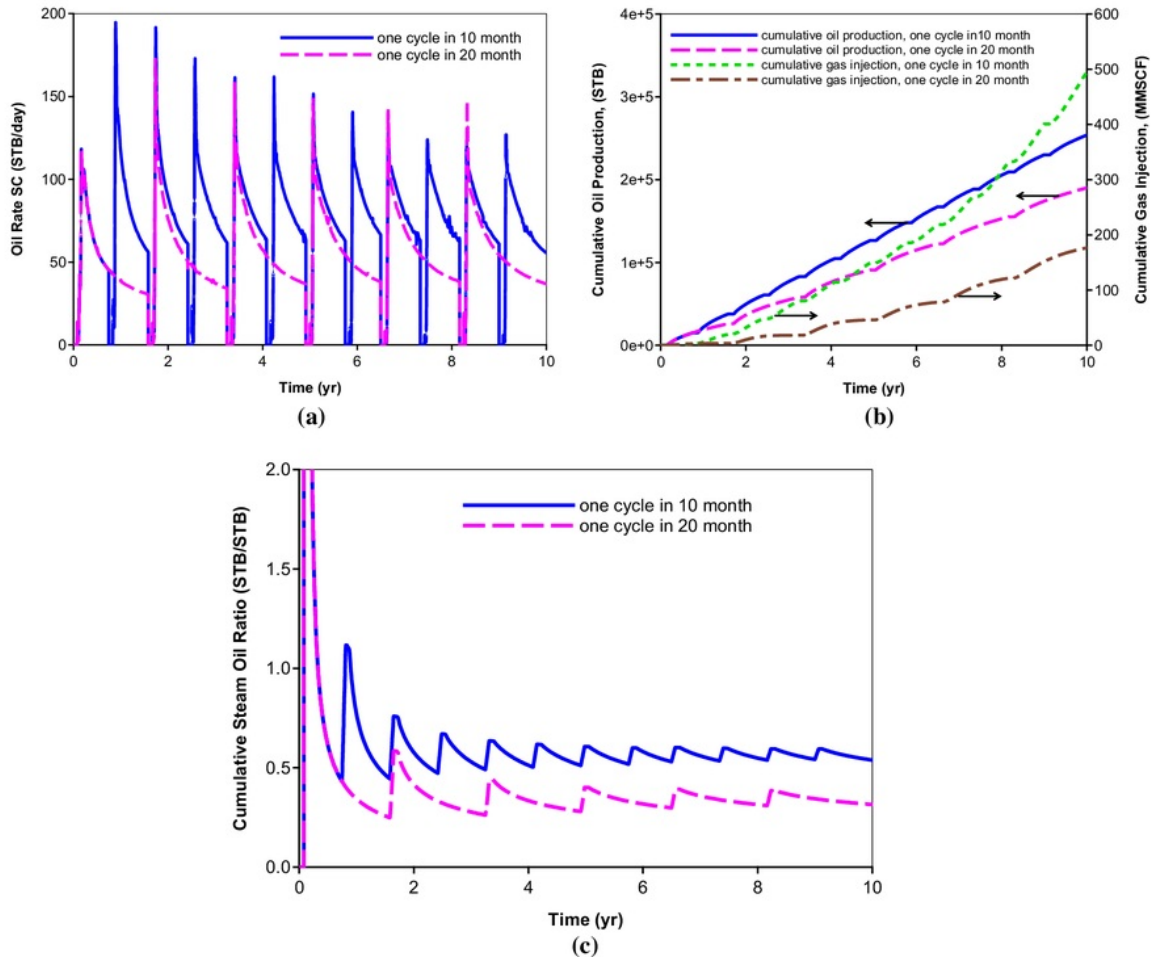 200
150
100
50
0
Oil Rate SC (STB/day)
one cycle in 10 month
one cycle in 20 month
0 2 4 6 8 10
Time (yr)
(a)
4e+5
3e+5
2e+5
1e+5
0e+0
Cumulative Oil Production, (STB)
cumulative oil production, one cycle in10 month
cumulative oil production, one cycle in 20 month
cumulative gas injection, one cycle in 10 month
cumulative gas injection, one cycle in 20 month
600
500
400
300
200
100
0
Cumulative Gas Injection, (MMSCF)
0 2 4 6 8 10
Time (yr)
(b)
2.0
1.5
1.0
0.5
0.0
Cumulative Steam Oil Ratio (STB/STB)
one cycle in 10 month
one cycle in 20 month
0 2 4 6 8 10
Time (yr)
(c)